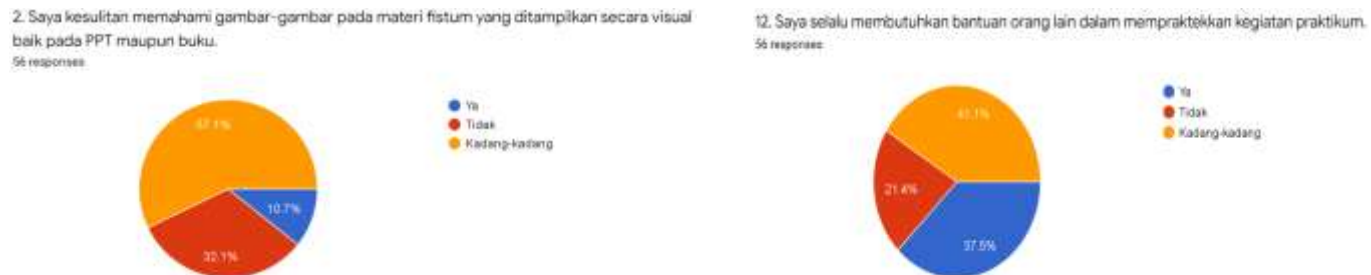 2. Saya kesulitan memahami gambar-gambar pada materi fistum yang ditampilkan secara visual
baik pada PPT maupun buku.
56 responses
Ya
Tidak
Kadang-kadang
57.1%
10.7%
32.1%
12. Saya selalu membutuhkan bantuan orang lain dalam mempraktekkan kegiatan praktikum.
56 responses
Ya
Tidak
Kadang-kadang
41.1%
21.4%
37.5%